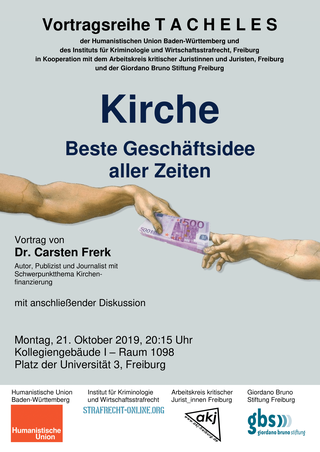 Vortragsreihe T A C H E L E S
der Humanistischen Union Baden-Württemberg und
des Instituts für Kriminologie und Wirtschaftsstrafrecht, Freiburg
in Kooperation mit dem Arbeitskreis kritischer Juristinnen und Juristen, Freiburg
und der Giordano Bruno Stiftung Freiburg
Kirche
Beste Geschäftsidee
aller Zeiten
500
Vortrag von
Dr. Carsten Frerk
Autor, Publizist und Journalist mit
Schwerpunktthema Kirchen-
finanzierung
mit anschließender Diskussion
Montag, 21. Oktober 2019, 20:15 Uhr
Kollegiengebäude I – Raum 1098
Platz der Universität 3, Freiburg
Humanistische Union
Baden-Württemberg
Humanistische
Union
Institut für Kriminologie
und Wirtschaftsstrafrecht
STRAFRECHT-ONLINE.ORG
Arbeitskreis kritischer
Jurist_innen Freiburg
akj
Giordano Bruno
Stiftung Freiburg
gbs
giordano bruno stiftung